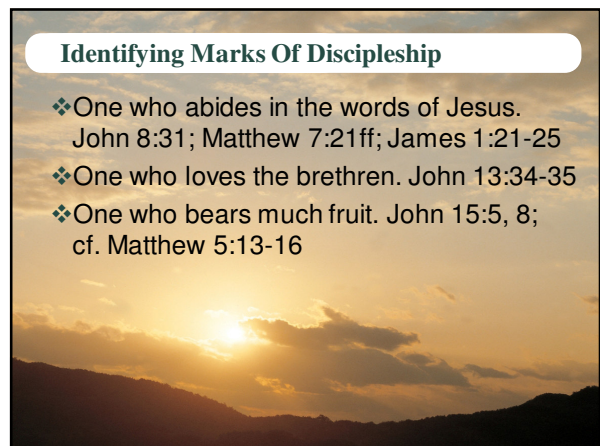 Identifying Marks Of Discipleship
❖One who abides in the words of Jesus.
John 8:31; Matthew 7:21ff; James 1:21-25
❖One who loves the brethren. John 13:34-35
❖One who bears much fruit. John 15:5, 8;
cf. Matthew 5:13-16